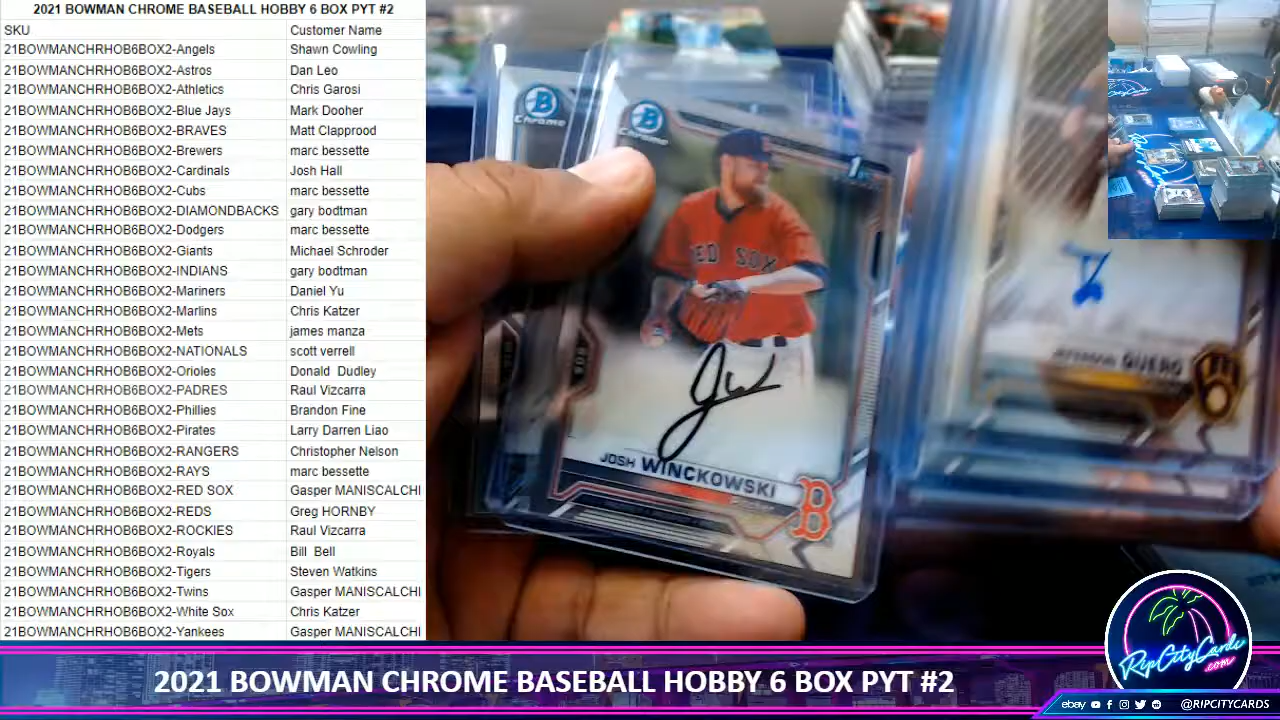 2021 BOWMAN CHROME BASEBALL HOBBY 6 BOX PYT #2
SKU Customer Name
21BOWMANCHRHOB6BOX2-Angels Shawn Cowling
21BOWMANCHRHOB6BOX2-Astros Dan Leo
21BOWMANCHRHOB6BOX2-Athletics Chris Garosi
21BOWMANCHRHOB6BOX2-Blue Jays Mark Dooher
21BOWMANCHRHOB6BOX2-BRAVES Matt Clapprood
21BOWMANCHRHOB6BOX2-Brewers marc bessette
21BOWMANCHRHOB6BOX2-Cardinals Josh Hall
21BOWMANCHRHOB6BOX2-Cubs marc bessette
21BOWMANCHRHOB6BOX2-DIAMONDBACKS gary bodtman
21BOWMANCHRHOB6BOX2-Dodgers marc bessette
21BOWMANCHRHOB6BOX2-Giants Michael Schroder
21BOWMANCHRHOB6BOX2-INDIANS gary bodtman
21BOWMANCHRHOB6BOX2-Mariners Daniel Yu
21BOWMANCHRHOB6BOX2-Marlins Chris Katzer
21BOWMANCHRHOB6BOX2-Mets james manza
21BOWMANCHRHOB6BOX2-NATIONALS scott verrell
21BOWMANCHRHOB6BOX2-Orioles Donald Dudley
21BOWMANCHRHOB6BOX2-PADRES Raul Vizcarra
21BOWMANCHRHOB6BOX2-Phillies Brandon Fine
21BOWMANCHRHOB6BOX2-Pirates Larry Darren Liao
21BOWMANCHRHOB6BOX2-RANGERS Christopher Nelson
21BOWMANCHRHOB6BOX2-RAYS marc bessette
21BOWMANCHRHOB6BOX2-RED SOX Gasper MANISCALCHI
21BOWMANCHRHOB6BOX2-REDS Greg HORNBY
21BOWMANCHRHOB6BOX2-ROCKIES Raul Vizcarra
21BOWMANCHRHOB6BOX2-Royals Bill Bell
21BOWMANCHRHOB6BOX2-Tigers Steven Watkins
21BOWMANCHRHOB6BOX2-Twins Gasper MANISCALCHI
21BOWMANCHRHOB6BOX2-White Sox Chris Katzer
21BOWMANCHRHOB6BOX2-Yankees Gasper MANISCALCHI
B
Chrome
B
Chrome
1st
RED SOX
JW
JOSH WINCKOWSKI
B
QUERO
2021 BOWMAN CHROME BASEBALL HOBBY 6 BOX PYT #2
RipCityCards
.com
ebay @RIPCITYCARDS